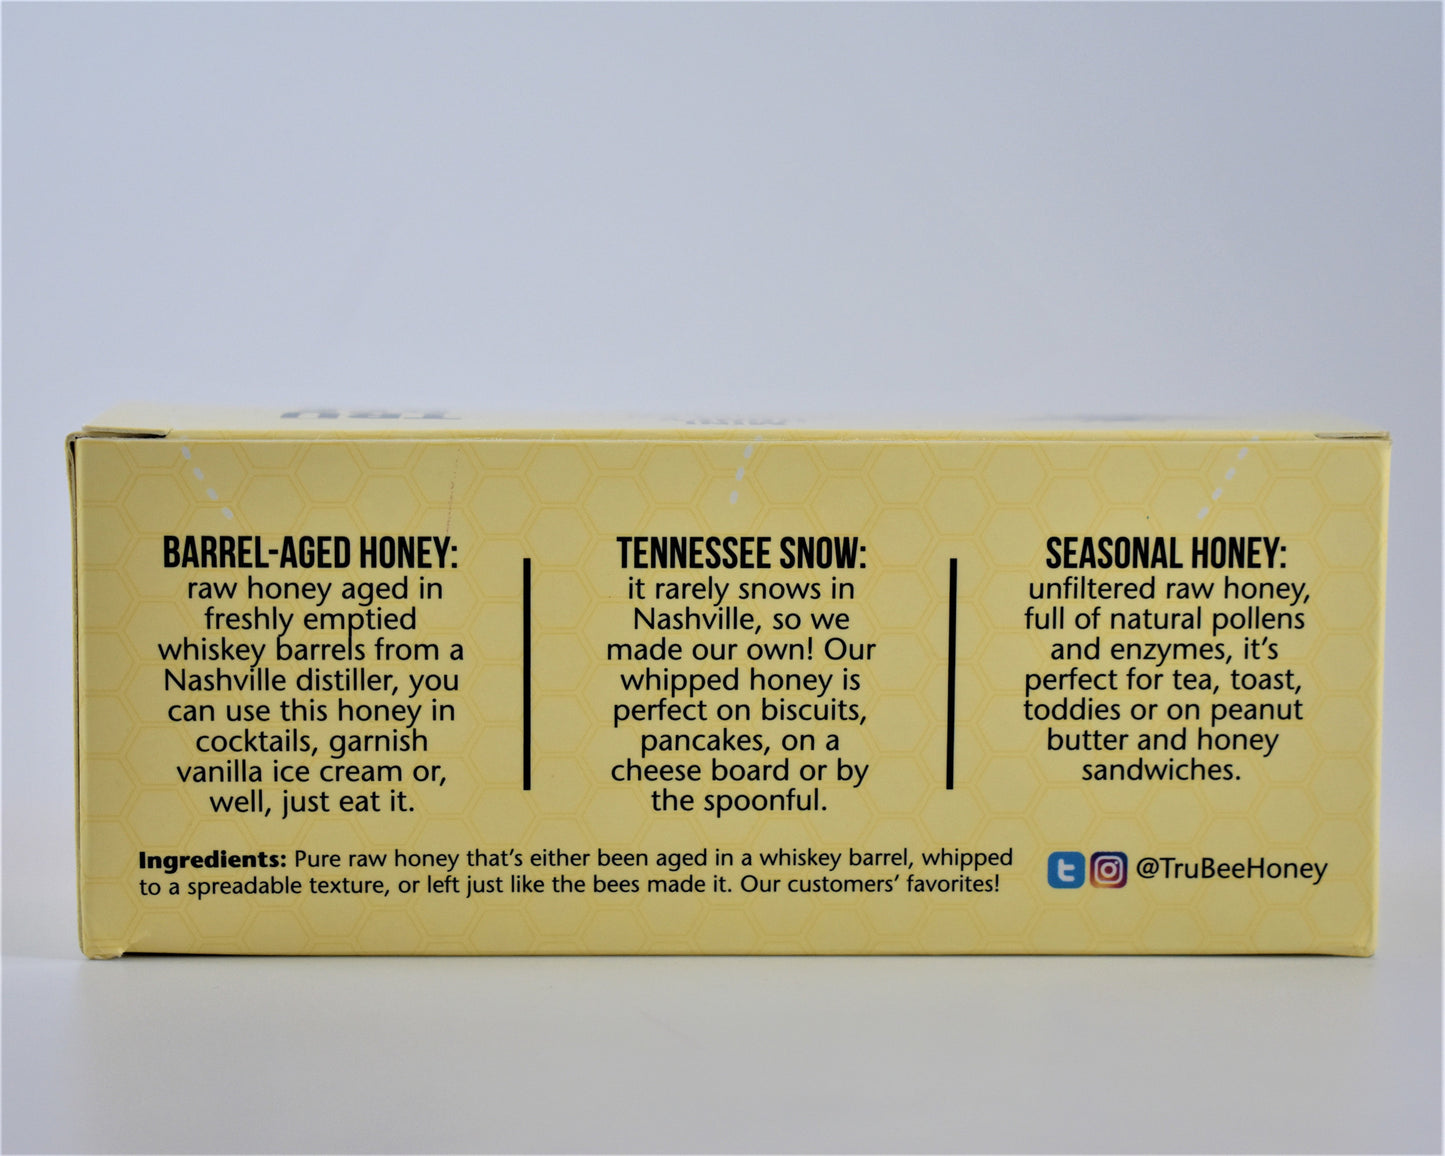 BARREL-AGED HONEY:
raw honey aged in
freshly emptied
whiskey barrels from a
Nashville distiller, you
can use this honey in
cocktails, garnish
vanilla ice cream or,
well, just eat it.
TENNESSEE SNOW:
it rarely snows in
Nashville, so we
made our own! Our
whipped honey is
perfect on biscuits,
pancakes, on a
cheese board or by
the spoonful.
SEASONAL HONEY:
unfiltered raw honey,
full of natural pollens
and enzymes, it's
perfect for tea, toast,
toddies or on peanut
butter and honey
sandwiches.
Ingredients: Pure raw honey that's either been aged in a whiskey barrel, whipped
to a spreadable texture, or left just like the bees made it. Our customers' favorites!
@TruBeeHoney